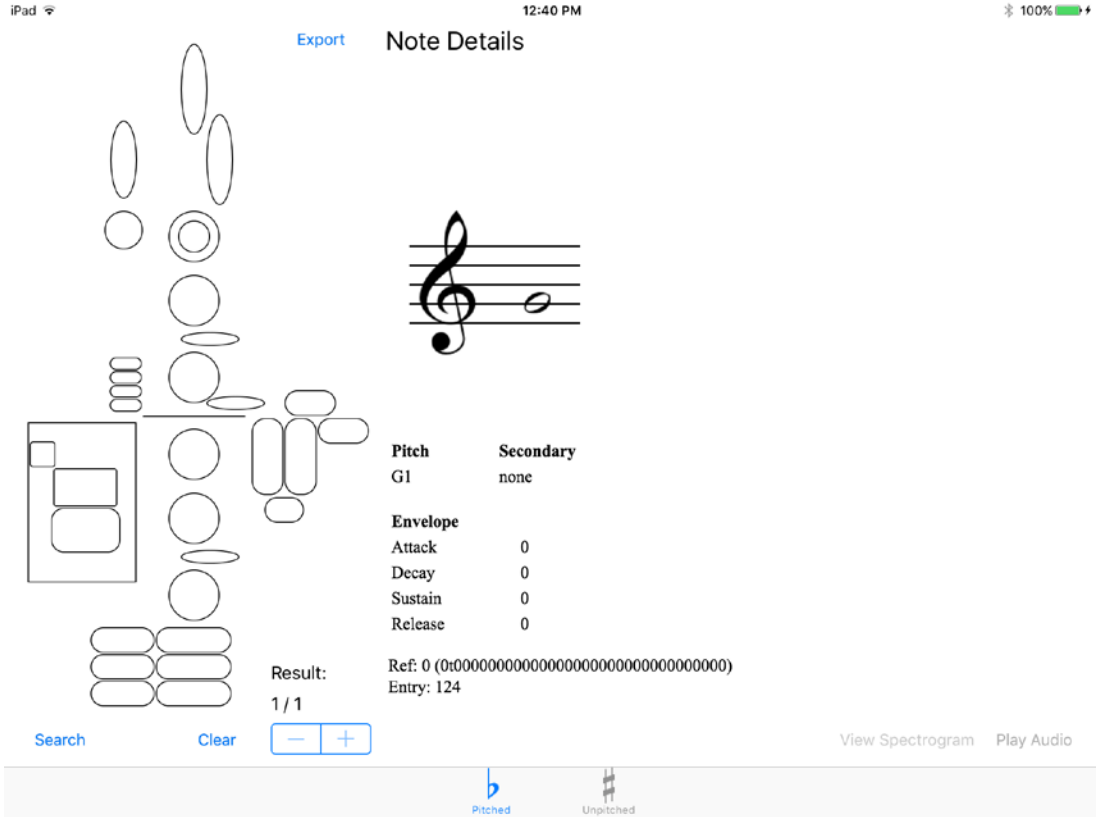 iPad 12:40 PM 100%
Export Note Details
Pitch Secondary
G1 none
Envelope
Attack 0
Decay 0
Sustain 0
Release 0
Result:
Ref: 0 (0t00000000000000000000000000000000)
1 / 1
Entry: 124
Search Clear − + View Spectrogram Play Audio
Pitched Unpitched